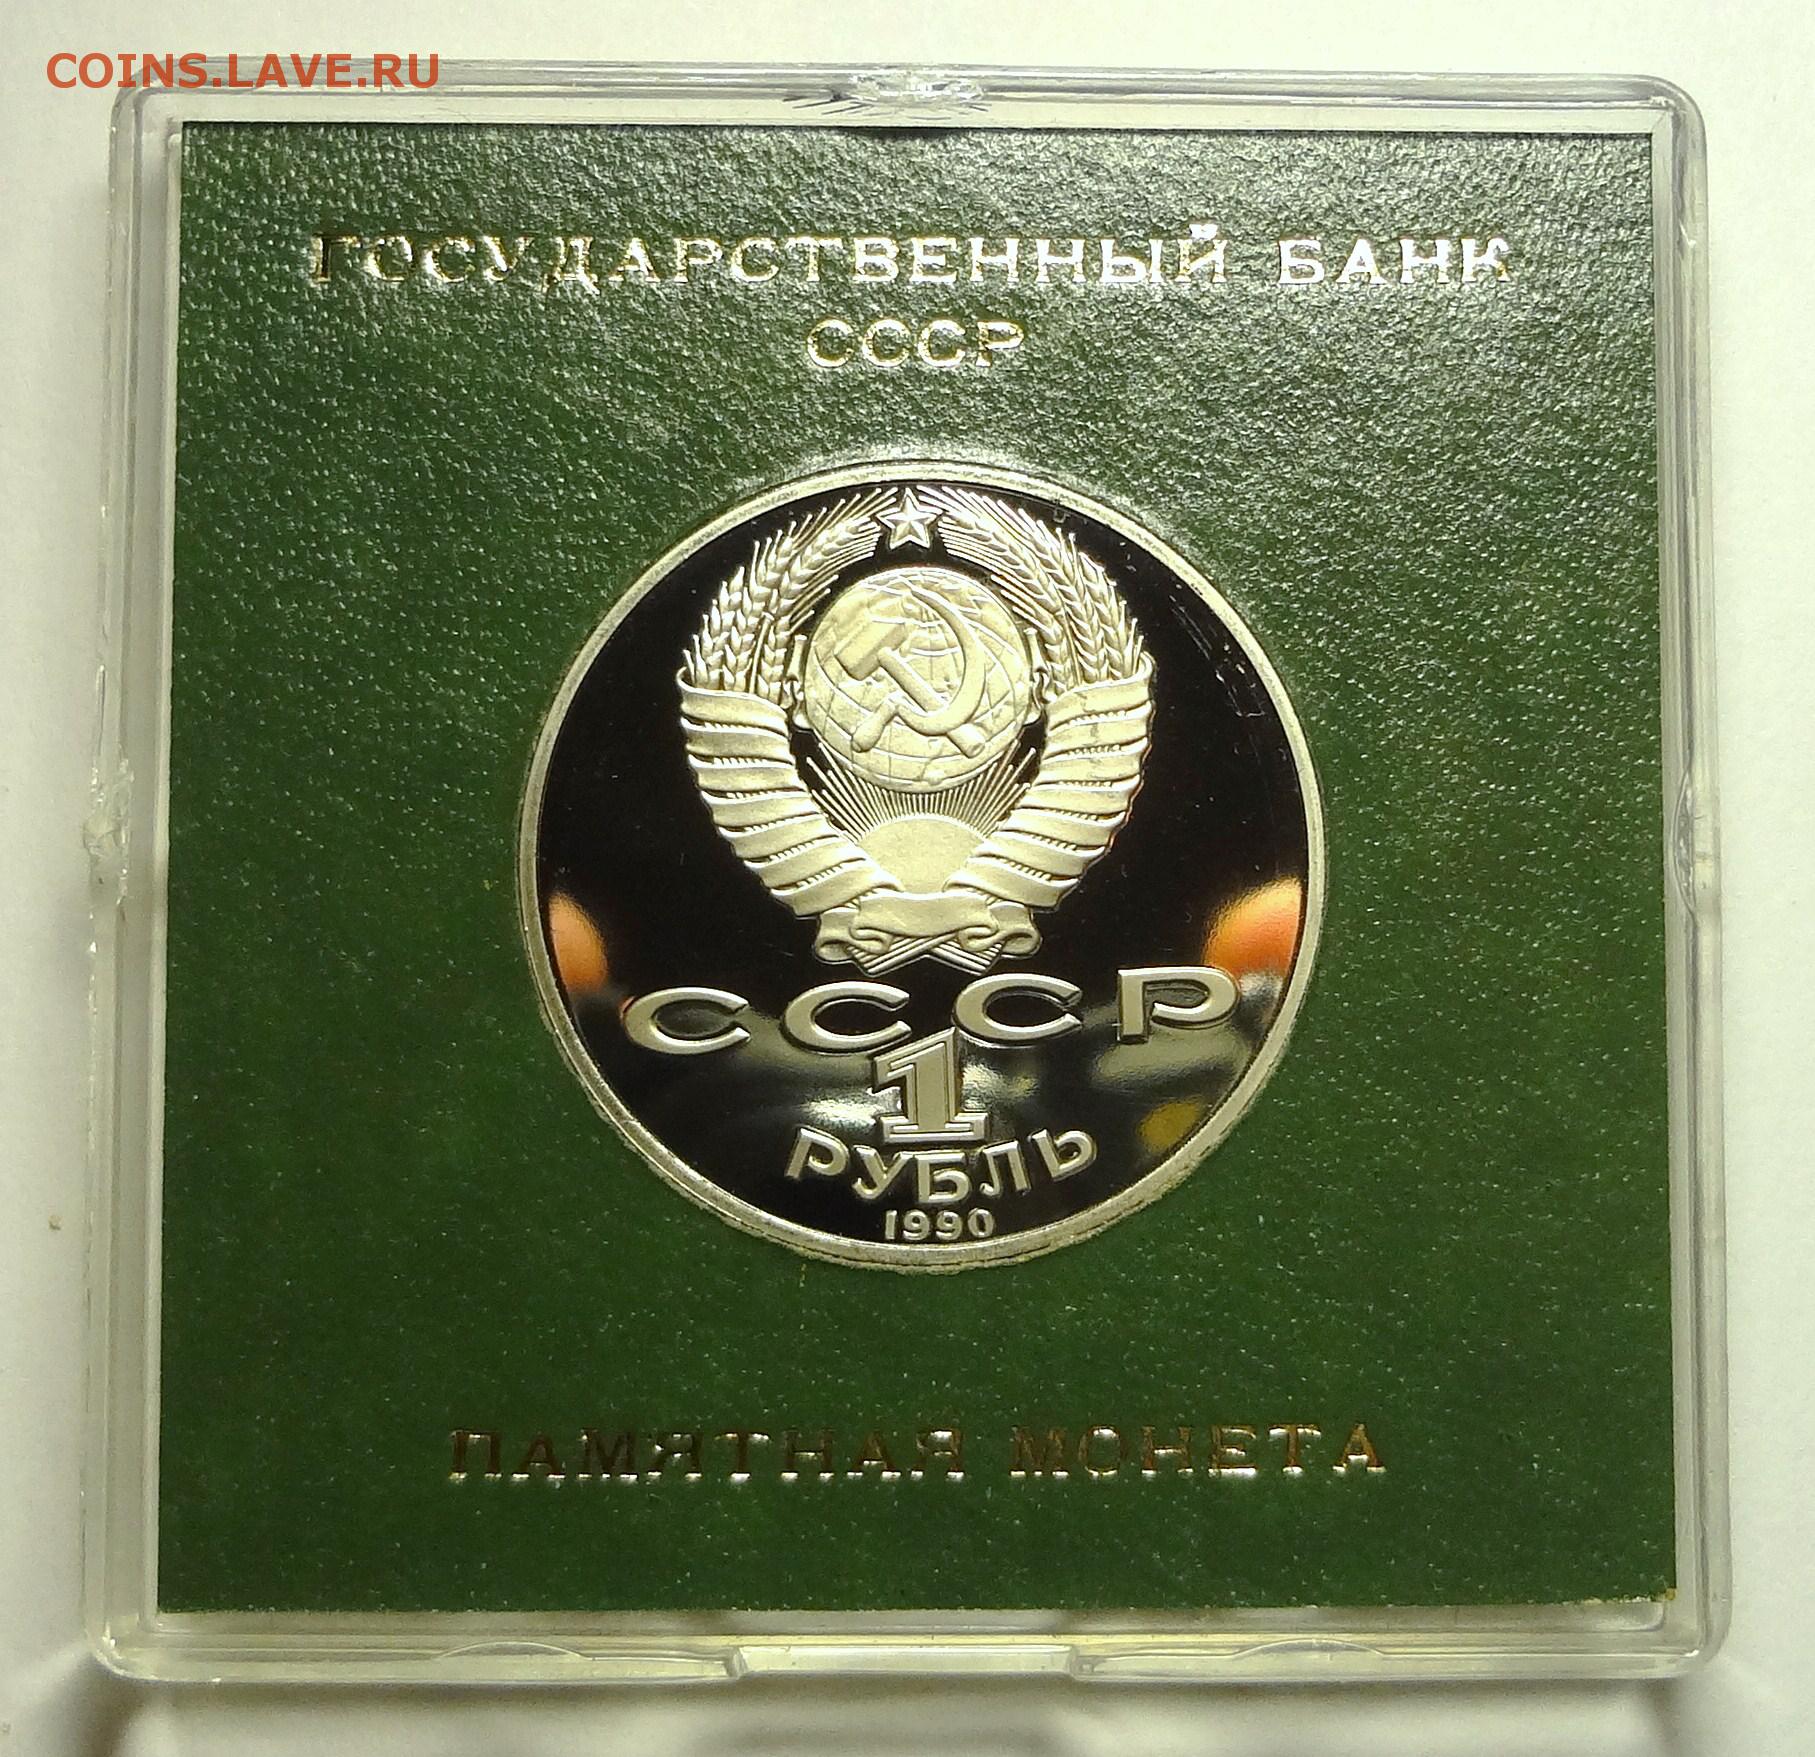 COINS.LAVE.RU
ГОСУДАРСТВЕННЫЙ БАНК
СССР
СССР
1
РУБЛЬ
1990
ПАМЯТНАЯ МОНЕТА